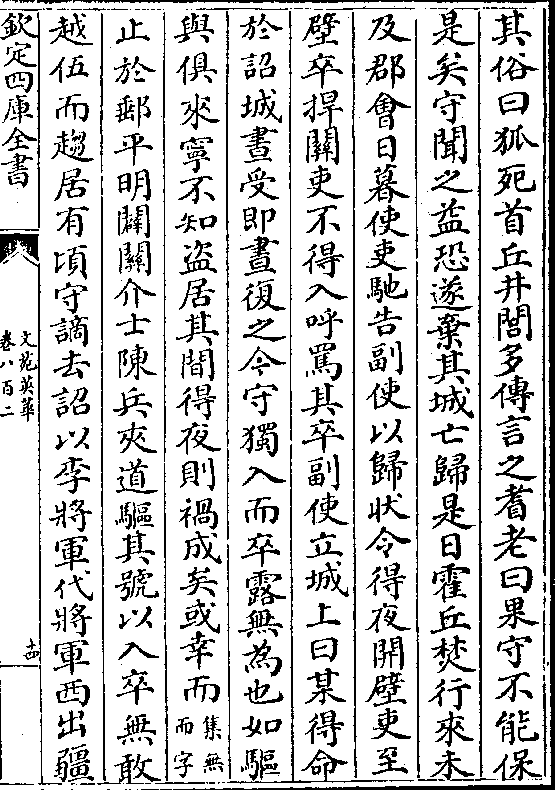 其俗曰狐死首丘井閭多傳言之耆老曰果守不能保
是矣守聞之益恐遂棄其城亡歸是日霍丘焚行來未
及郡會日暮使吏馳告副使以歸狀令得夜開壁吏至
壁卒捍關吏不得入呼罵其卒副使立城上曰某得命
於詔城晝受即晝復之今守獨入而卒露無為也如驅
與俱來寧不知盜居其間得夜則禍成矣或幸而集無而字
止於郵平明闢關介士陳兵夾道驅其號以入卒無敢
越伍而趨居有頃守謫去詔以李將軍代將軍西出疆
欽定四庫全書
文苑英華
卷八百二
十四